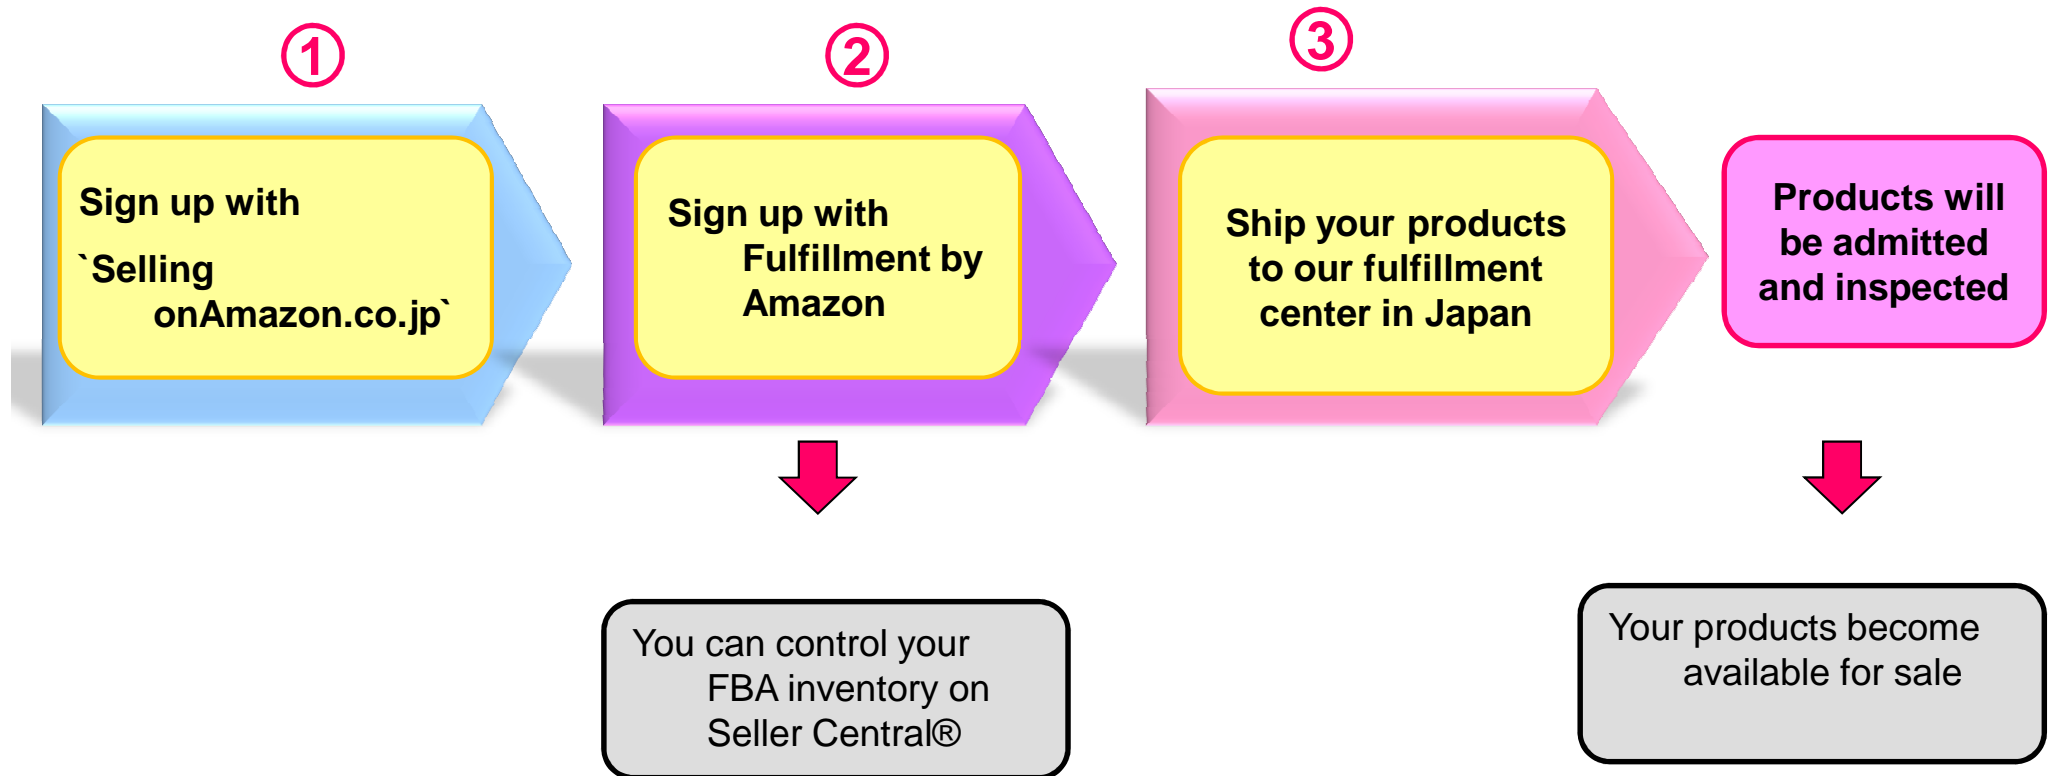 ①
②
③
Sign up with
`Selling
onAmazon.co.jp`
Sign up with
Fulfillment by
Amazon
Ship your products
to our fulfillment
center in Japan
Products will
be admitted
and inspected
You can control your
FBA inventory on
Seller Central®
Your products become
available for sale